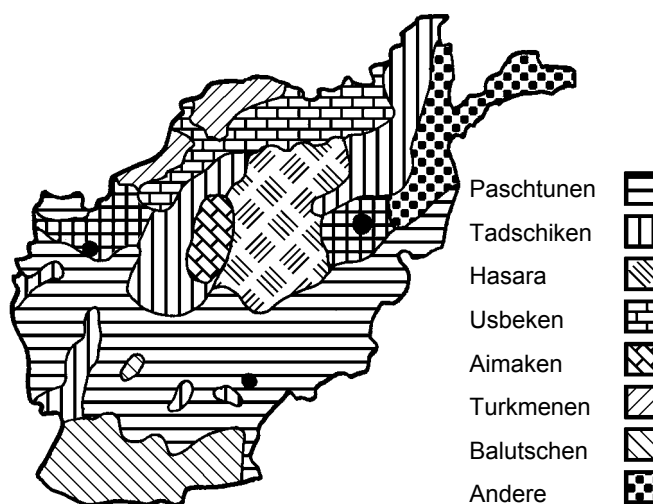 Paschtunen
Tadschiken
Hasara
Usbeken
Aimaken
Turkmenen
Balutschen
Andere